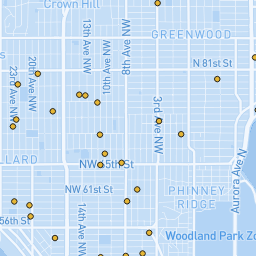 Crown Hill
GREENWOOD
8th Ave NW
13th Ave NW
10th Ave NW
20th Ave NW
23rd Ave NW
N 81st St
3rd Ave NW
Aurora Ave N
LLARD
NW 65th St
NW 61st St
PHINNEY
RIDGE
14th Ave NW
56th St
Woodland Park Zo